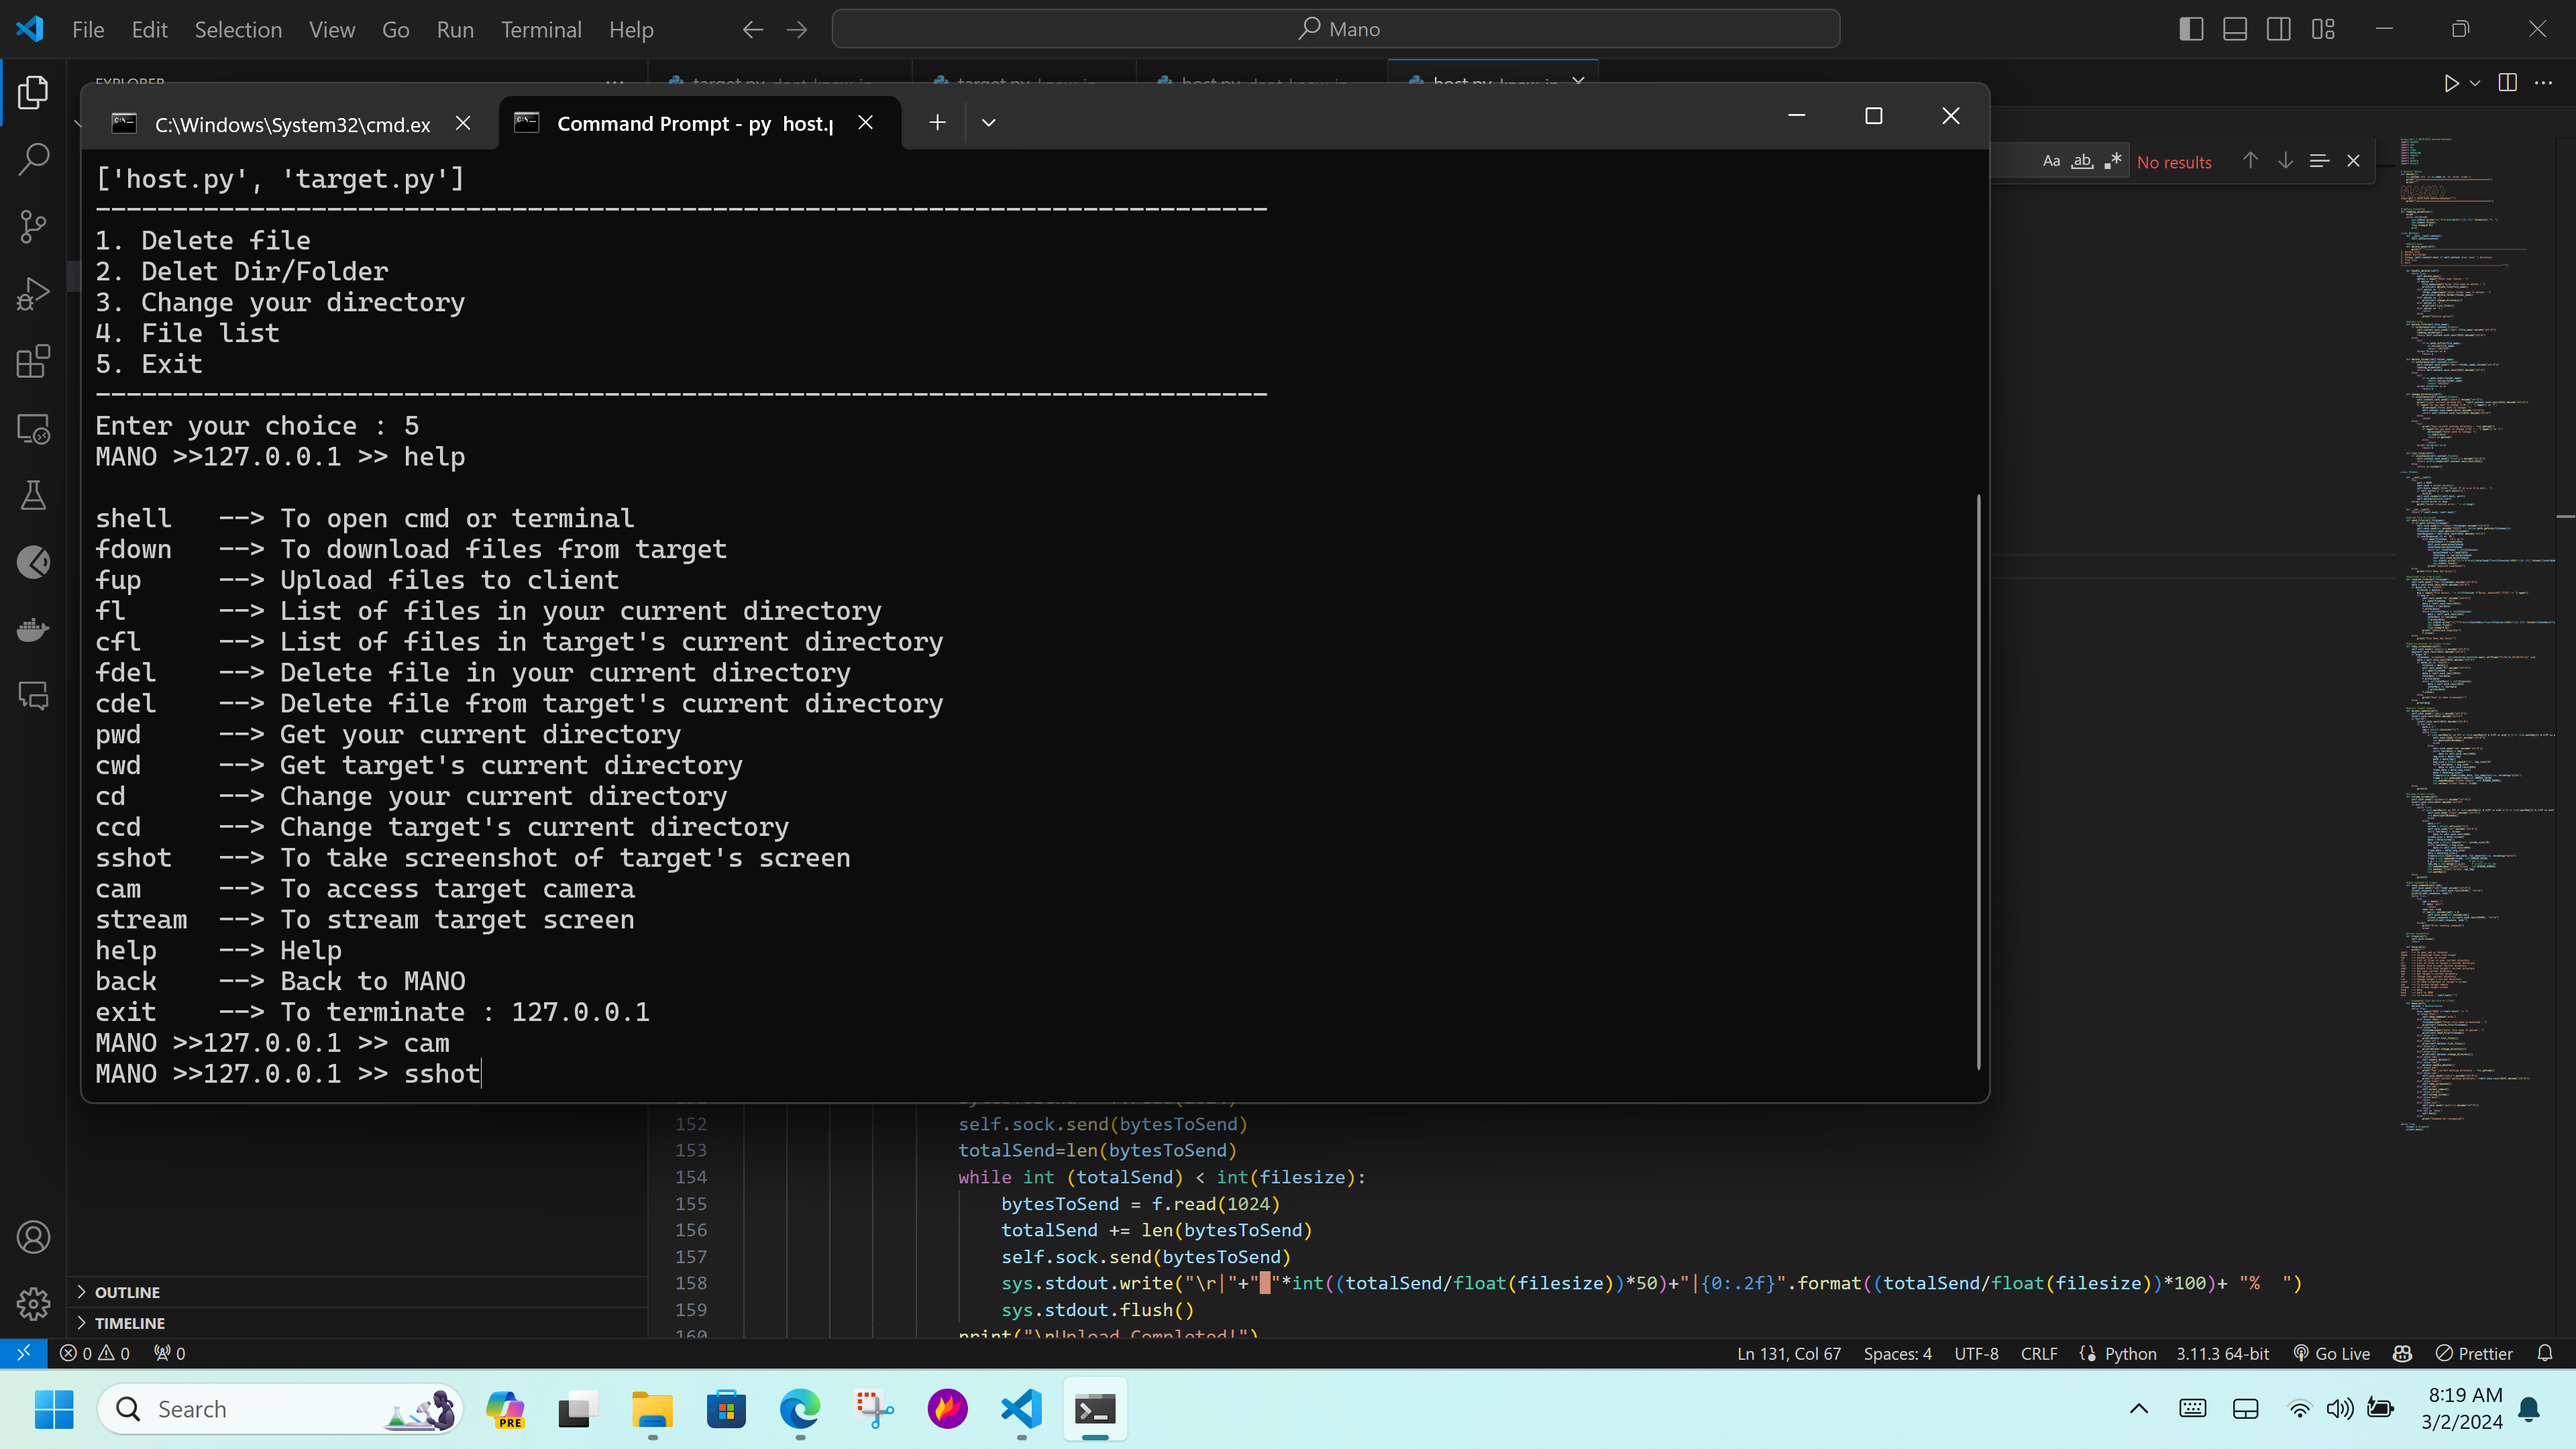 File Edit Selection View Go Run Terminal Help
Mano
EXPLORER
C:\Windows\System32\cmd.ex
Command Prompt - py host.p
Aa ab .* No results
['host.py', 'target.py']
----------------------------------------------------------------------------
1. Delete file
2. Delet Dir/Folder
3. Change your directory
4. File list
5. Exit
----------------------------------------------------------------------------
Enter your choice : 5
MANO >>127.0.0.1 >> help
shell --> To open cmd or terminal
fdown --> To download files from target
fup --> Upload files to client
fl --> List of files in your current directory
cfl --> List of files in target's current directory
fdel --> Delete file in your current directory
cdel --> Delete file from target's current directory
pwd --> Get your current directory
cwd --> Get target's current directory
cd --> Change your current directory
ccd --> Change target's current directory
sshot --> To take screenshot of target's screen
cam --> To access target camera
stream --> To stream target screen
help --> Help
back --> Back to MANO
exit --> To terminate : 127.0.0.1
MANO >>127.0.0.1 >> cam
MANO >>127.0.0.1 >> sshot
152 self.sock.send(bytesToSend)
153 totalSend=len(bytesToSend)
154 while int (totalSend) < int(filesize):
155 bytesToSend = f.read(1024)
156 totalSend += len(bytesToSend)
157 self.sock.send(bytesToSend)
158 sys.stdout.write("\r|"+"█"*int((totalSend/float(filesize))*50)+"|{0:.2f}".format((totalSend/float(filesize))*100)+ "%  ")
159 sys.stdout.flush()
160 print("\nUpload Completed!")
OUTLINE
TIMELINE
0 0 0
Ln 131, Col 67 Spaces: 4 UTF-8 CRLF Python 3.11.3 64-bit Go Live Prettier
Search
PRE
8:19 AM
3/2/2024